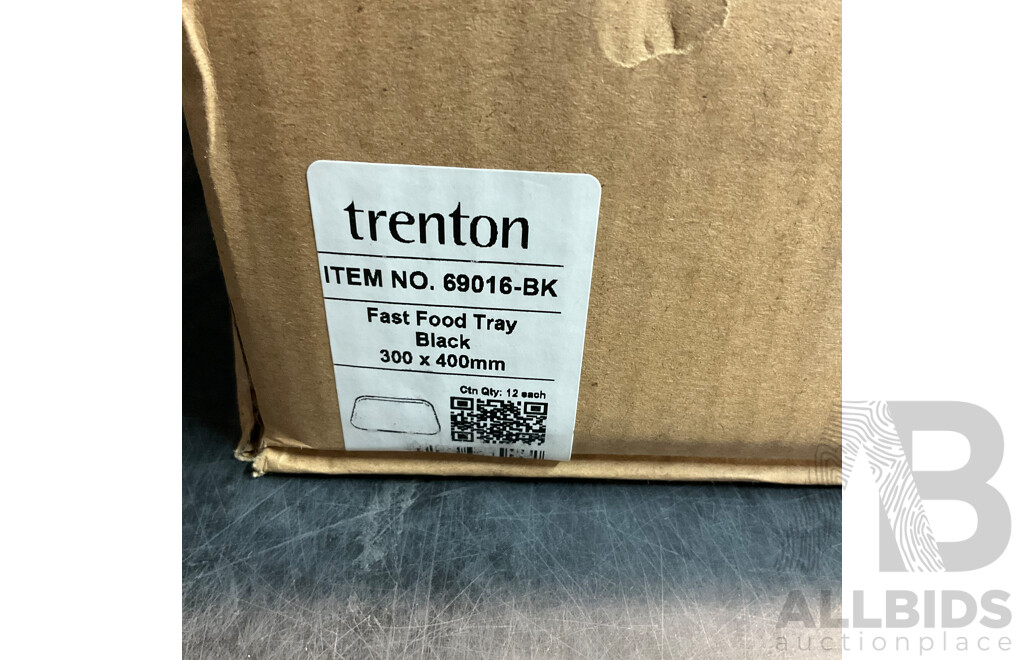 trenton
ITEM NO. 69016-BK
Fast Food Tray
Black
300 x 400mm
Ctn Qty: 12 each
B
ALLBIDS
auctionplace